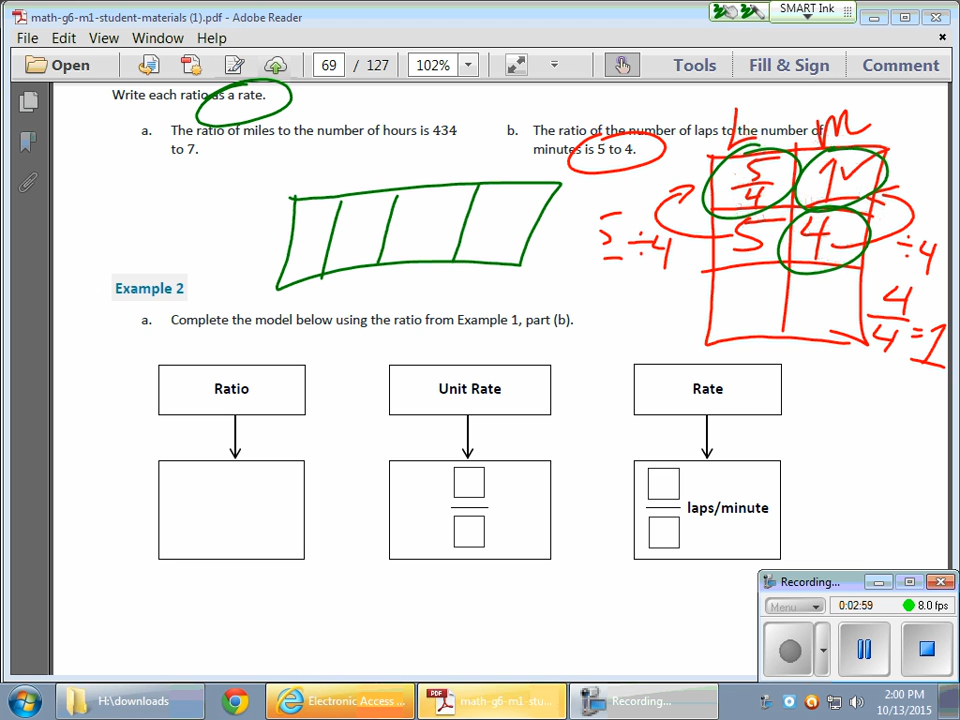 math-g6-m1-student-materials (1).pdf - Adobe Reader
SMART Ink
File Edit View Window Help
Open 69 / 127 102% Tools Fill & Sign Comment
Write each ratio as a rate.
a. The ratio of miles to the number of hours is 434
to 7.
b. The ratio of the number of laps to the number of
minutes is 5 to 4.
L m
5/4 1
5 4
5 ÷4
÷4
4/4 = 1
Example 2
a. Complete the model below using the ratio from Example 1, part (b).
Ratio Unit Rate Rate
laps/minute
Recording...
Menu 0:02:59 8.0 fps
H:\downloads Electronic Access ... math-g6-m1-stu... Recording...
2:00 PM
10/13/2015